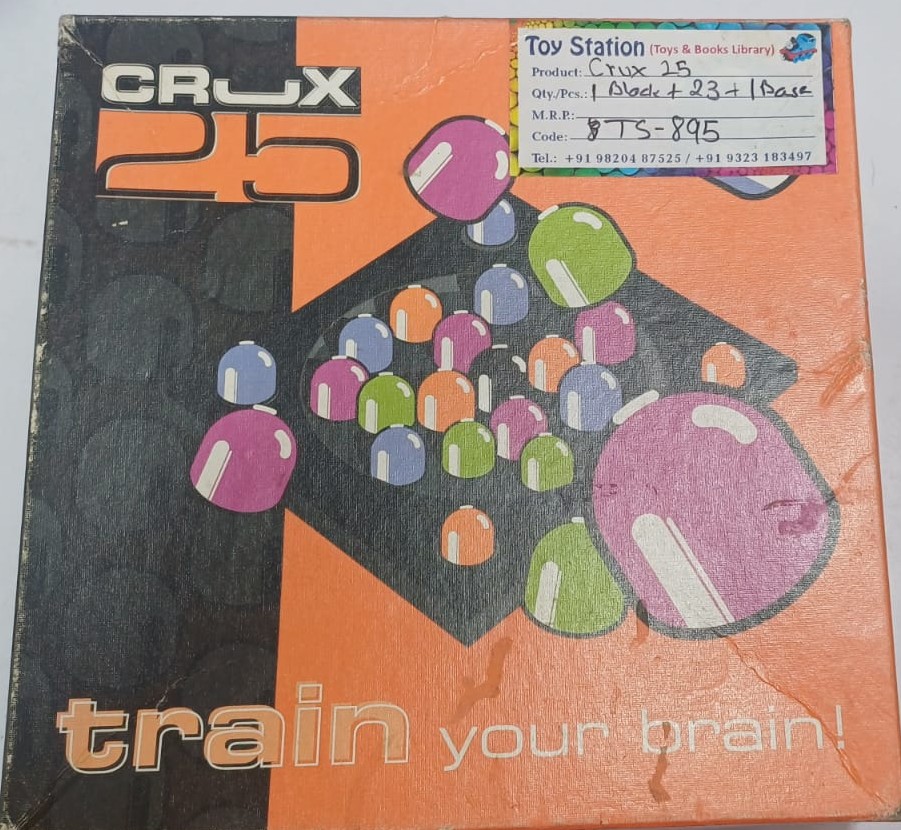 CRUX
25
Toy Station (Toys & Books Library)
Product: Crux 25
Qty./Pcs.: 1 Block + 23 + 1 Base
M.R.P.:
Code: TS-895
Tel.: +91 98204 87525 / +91 9323 183497
train your brain!